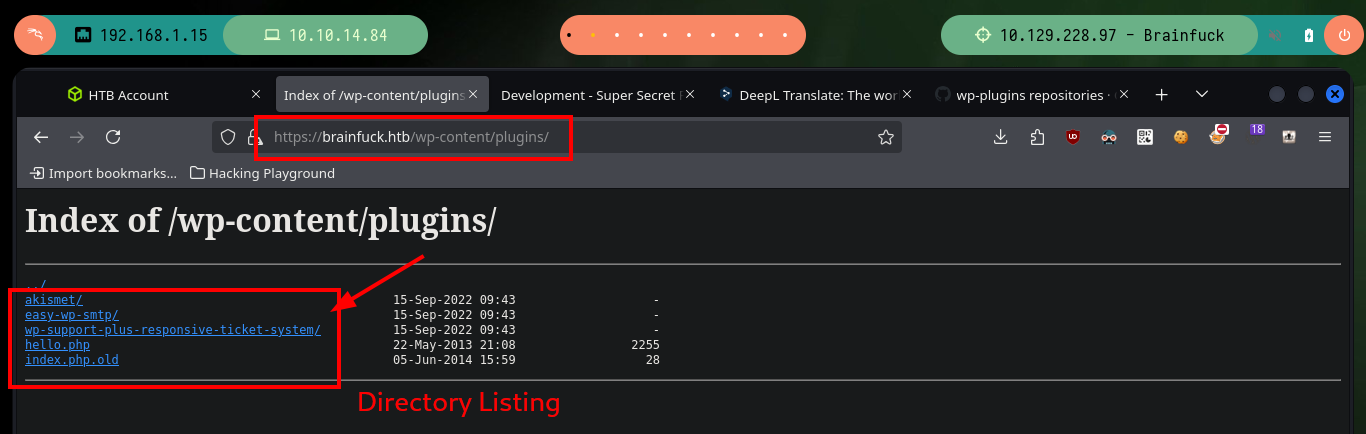 192.168.1.15 10.10.14.84 10.129.228.97 - Brainfuck
HTB Account Index of /wp-content/plugins Development - Super Secret DeepL Translate: The wor wp-plugins repositories ·
https://brainfuck.htb/wp-content/plugins/ 18
Import bookmarks... Hacking Playground
Index of /wp-content/plugins/
../
akismet/ 15-Sep-2022 09:43 -
easy-wp-smtp/ 15-Sep-2022 09:43 -
wp-support-plus-responsive-ticket-system/ 15-Sep-2022 09:43 -
hello.php 22-May-2013 21:08 2255
index.php.old 05-Jun-2014 15:59 28
Directory Listing